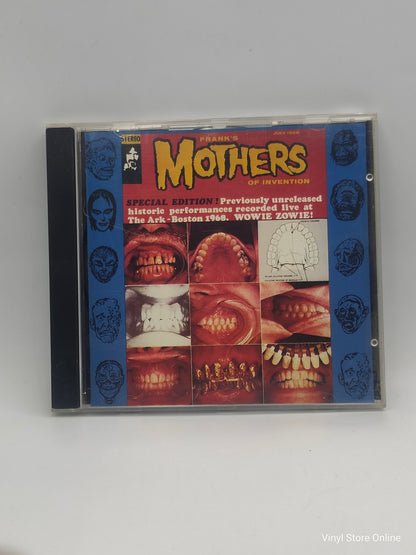 STEREO
FRANK'S
JULY 1968
MOTHERS
OF INVENTION
SPECIAL EDITION! Previously unreleased
historic performances recorded live at
The Ark-Boston 1968. WOWIE ZOWIE!
Vinyl Store Online